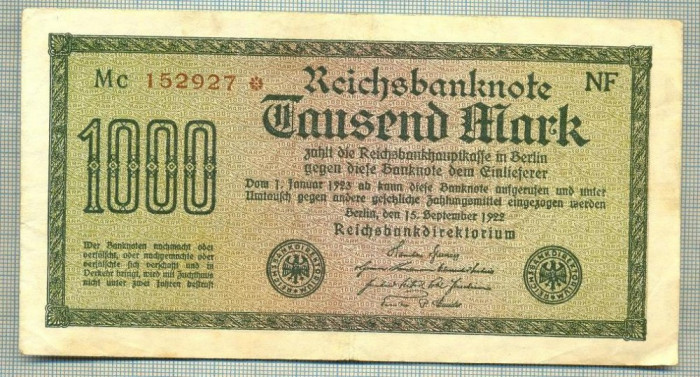 Mc 152927 * Reichsbanknote NF
1000
Tausend Mark
zahlt die Reichsbankhauptkasse in Berlin
gegen diese Banknote dem Einlieferer
Vom 1. Januar 1923 ab kann diese Banknote aufgerufen und unter
Umtausch gegen andere gesetzliche Zahlungsmittel eingezogen werden
Berlin, den 15. September 1922
Reichsbankdirektorium
Wer Banknoten nachmacht oder
verfälscht, oder nachgemachte oder
verfälschte sich verschafft und in
Verkehr bringt, wird mit Zuchthaus
nicht unter zwei Jahren bestraft
REICHSBANKDIREKTORIUM
REICHSBANKDIREKTORIUM